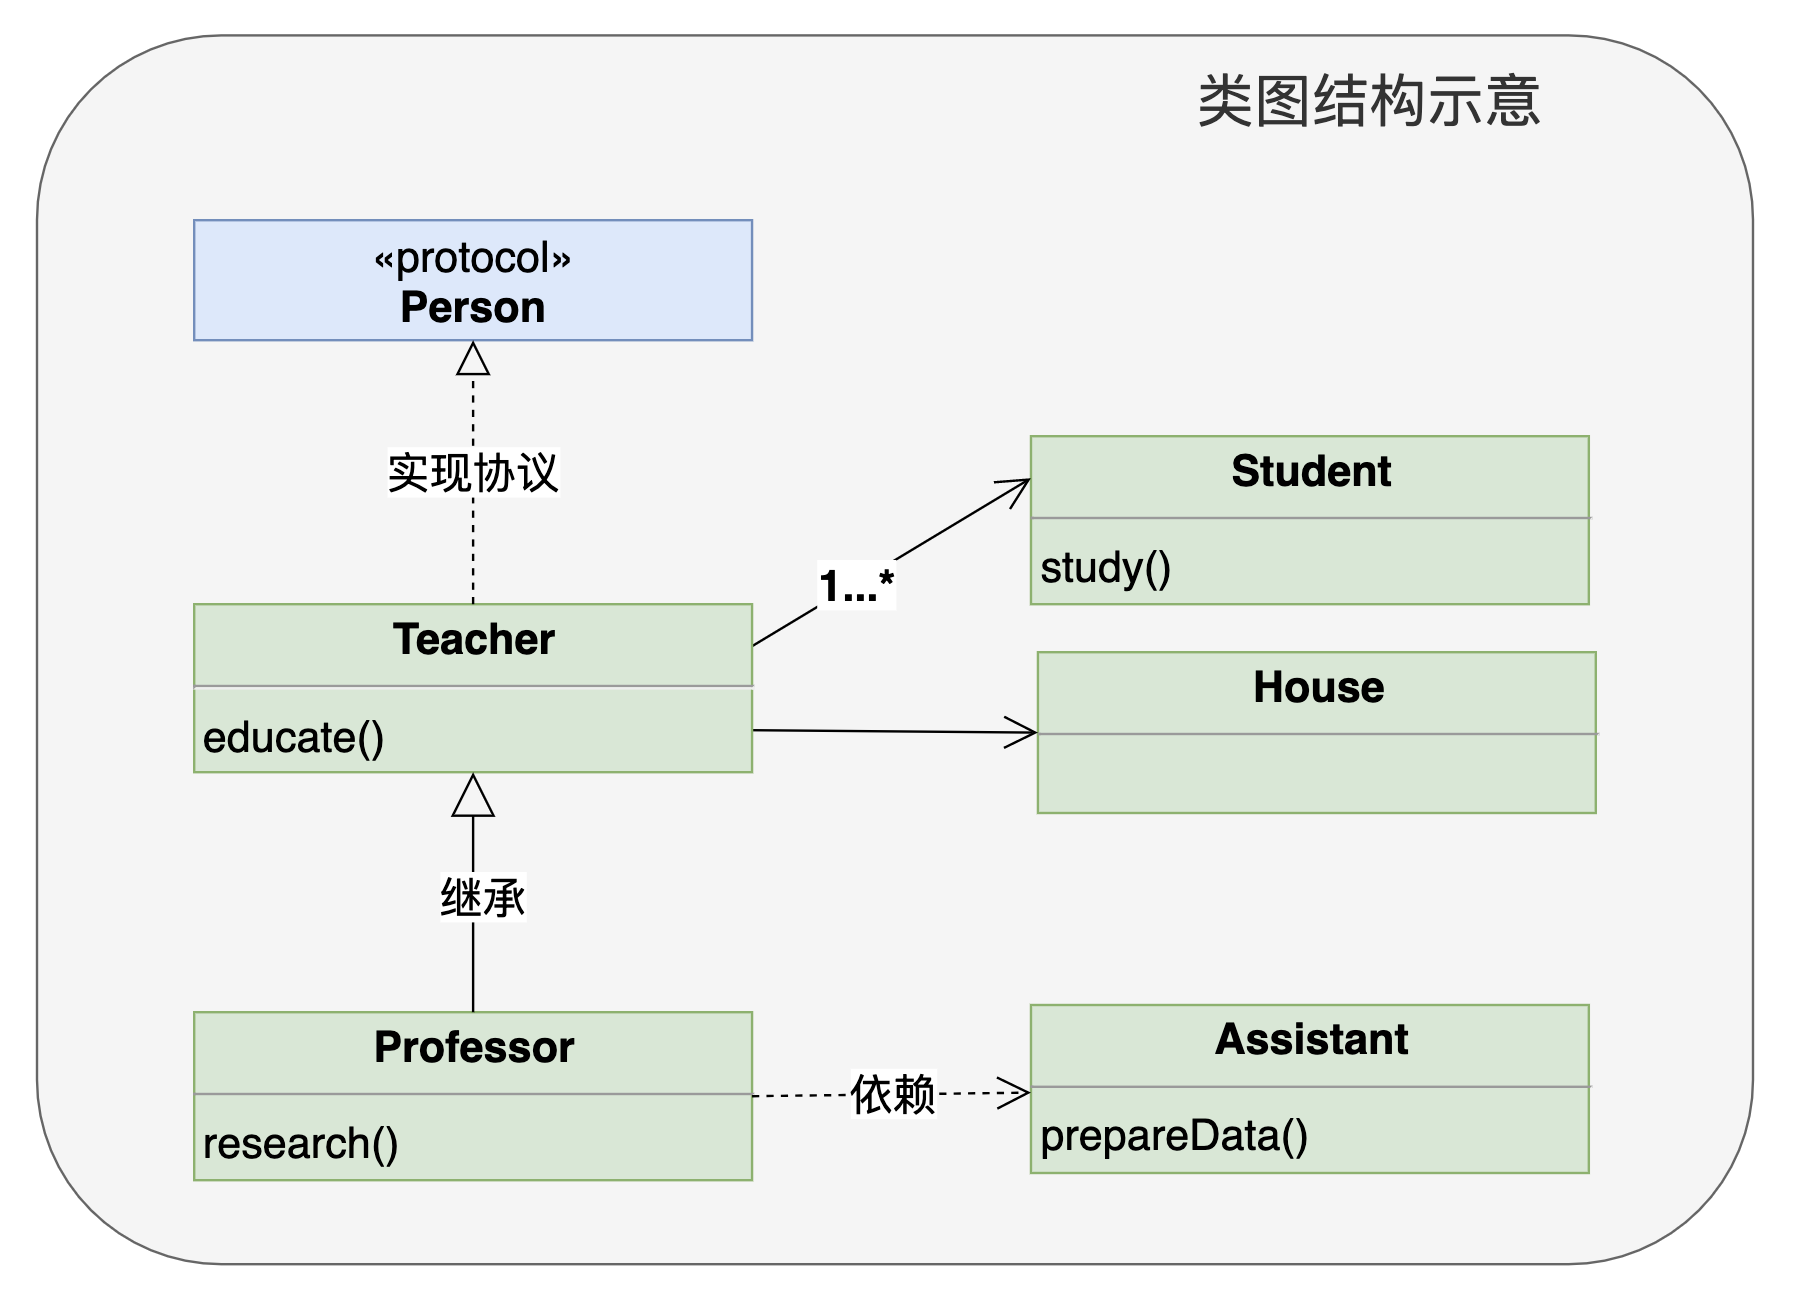 类图结构示意
«protocol»
Person
实现协议
Student
study()
1...*
Teacher
educate()
House
继承
Professor
research()
依赖
Assistant
prepareData()